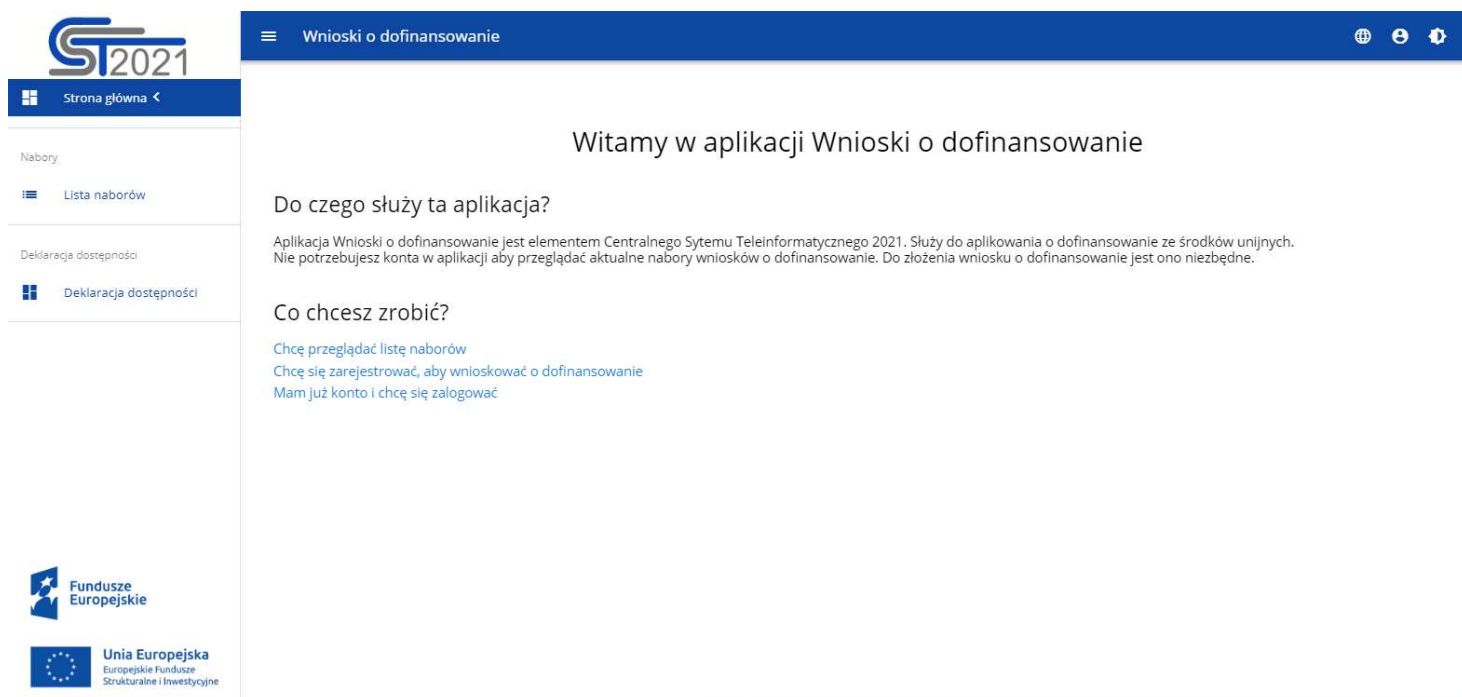 CST2021
Strona główna
Nabory
Lista naborów
Deklaracja dostępności
Deklaracja dostępności
Fundusze
Europejskie
Unia Europejska
Europejskie Fundusze
Strukturalne i Inwestycyjne
Wnioski o dofinansowanie
Witamy w aplikacji Wnioski o dofinansowanie
Do czego służy ta aplikacja?
Aplikacja Wnioski o dofinansowanie jest elementem Centralnego Sytemu Teleinformatycznego 2021. Służy do aplikowania o dofinansowanie ze środków unijnych.
Nie potrzebujesz konta w aplikacji aby przeglądać aktualne nabory wniosków o dofinansowanie. Do złożenia wniosku o dofinansowanie jest ono niezbędne.
Co chcesz zrobić?
Chcę przeglądać listę naborów
Chcę się zarejestrować, aby wnioskować o dofinansowanie
Mam już konto i chcę się zalogować